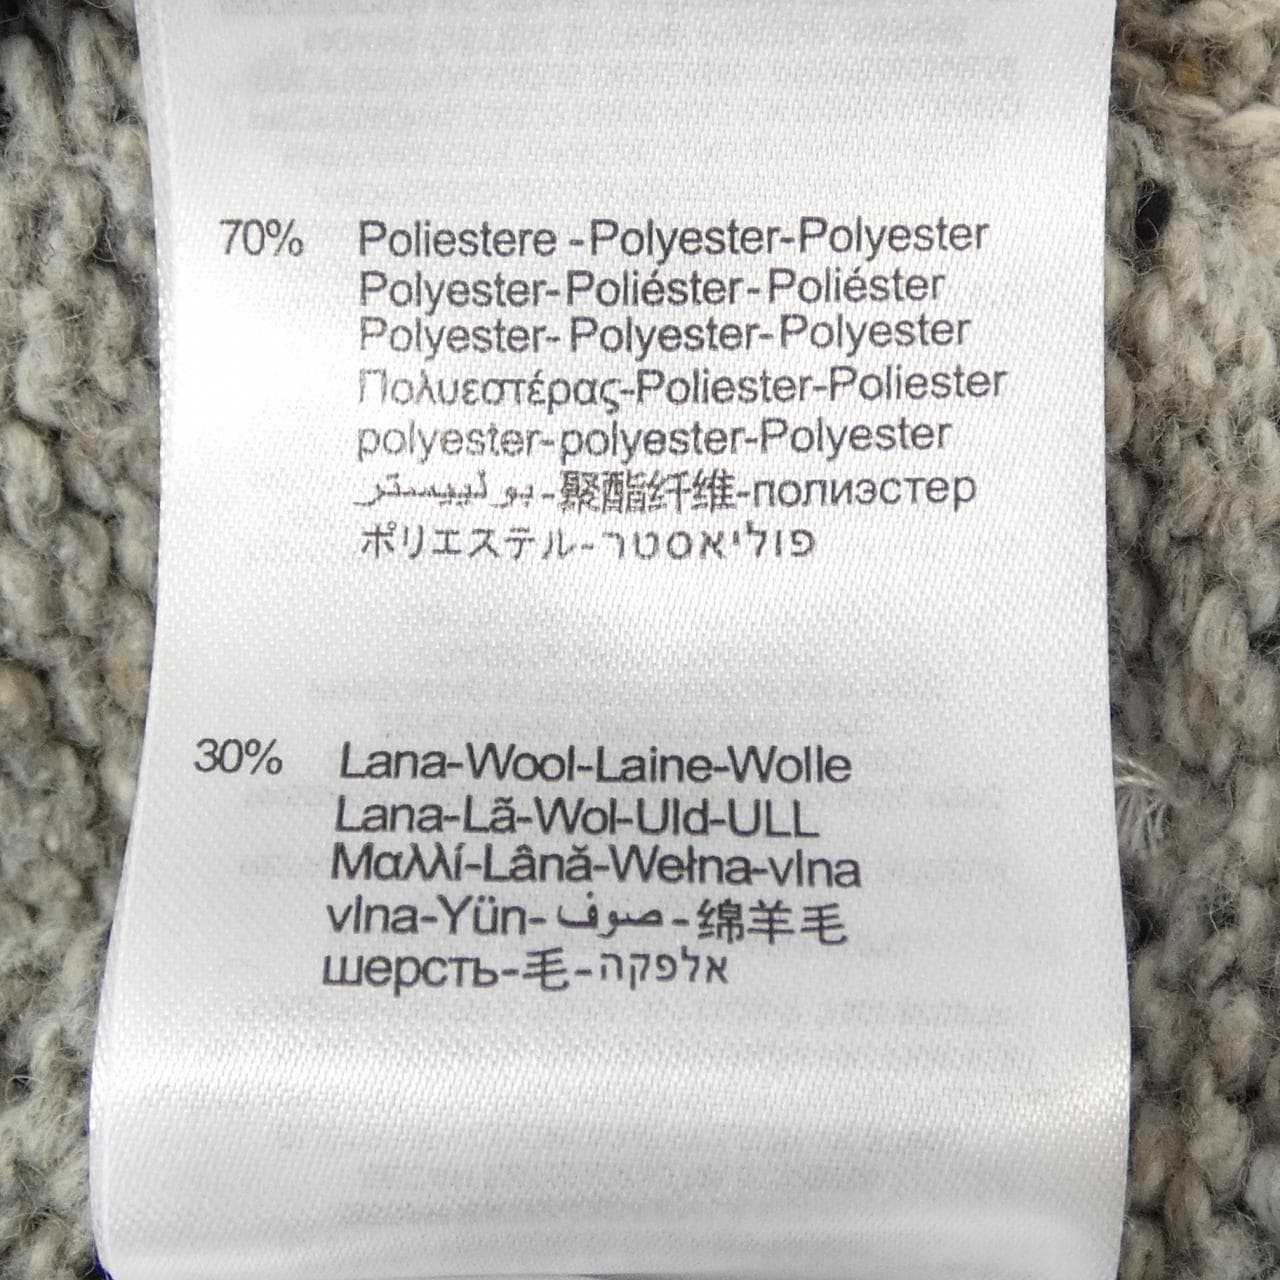 70% Poliestere -Polyester-Polyester
Polyester-Poliéster-Poliéster
Polyester-Polyester-Polyester
Πολυεστέρας-Poliester-Poliester
polyester-polyester-Polyester
بو لييستر-聚酯纤维-полиэстер
ポリエステル-פוליאסטר
30% Lana-Wool-Laine-Wolle
Lana-Lã-Wol-Uld-ULL
Μαλλί-Lână-Wełna-vlna
vlna-Yün-صوف-绵羊毛
шерсть-毛-אלפקה